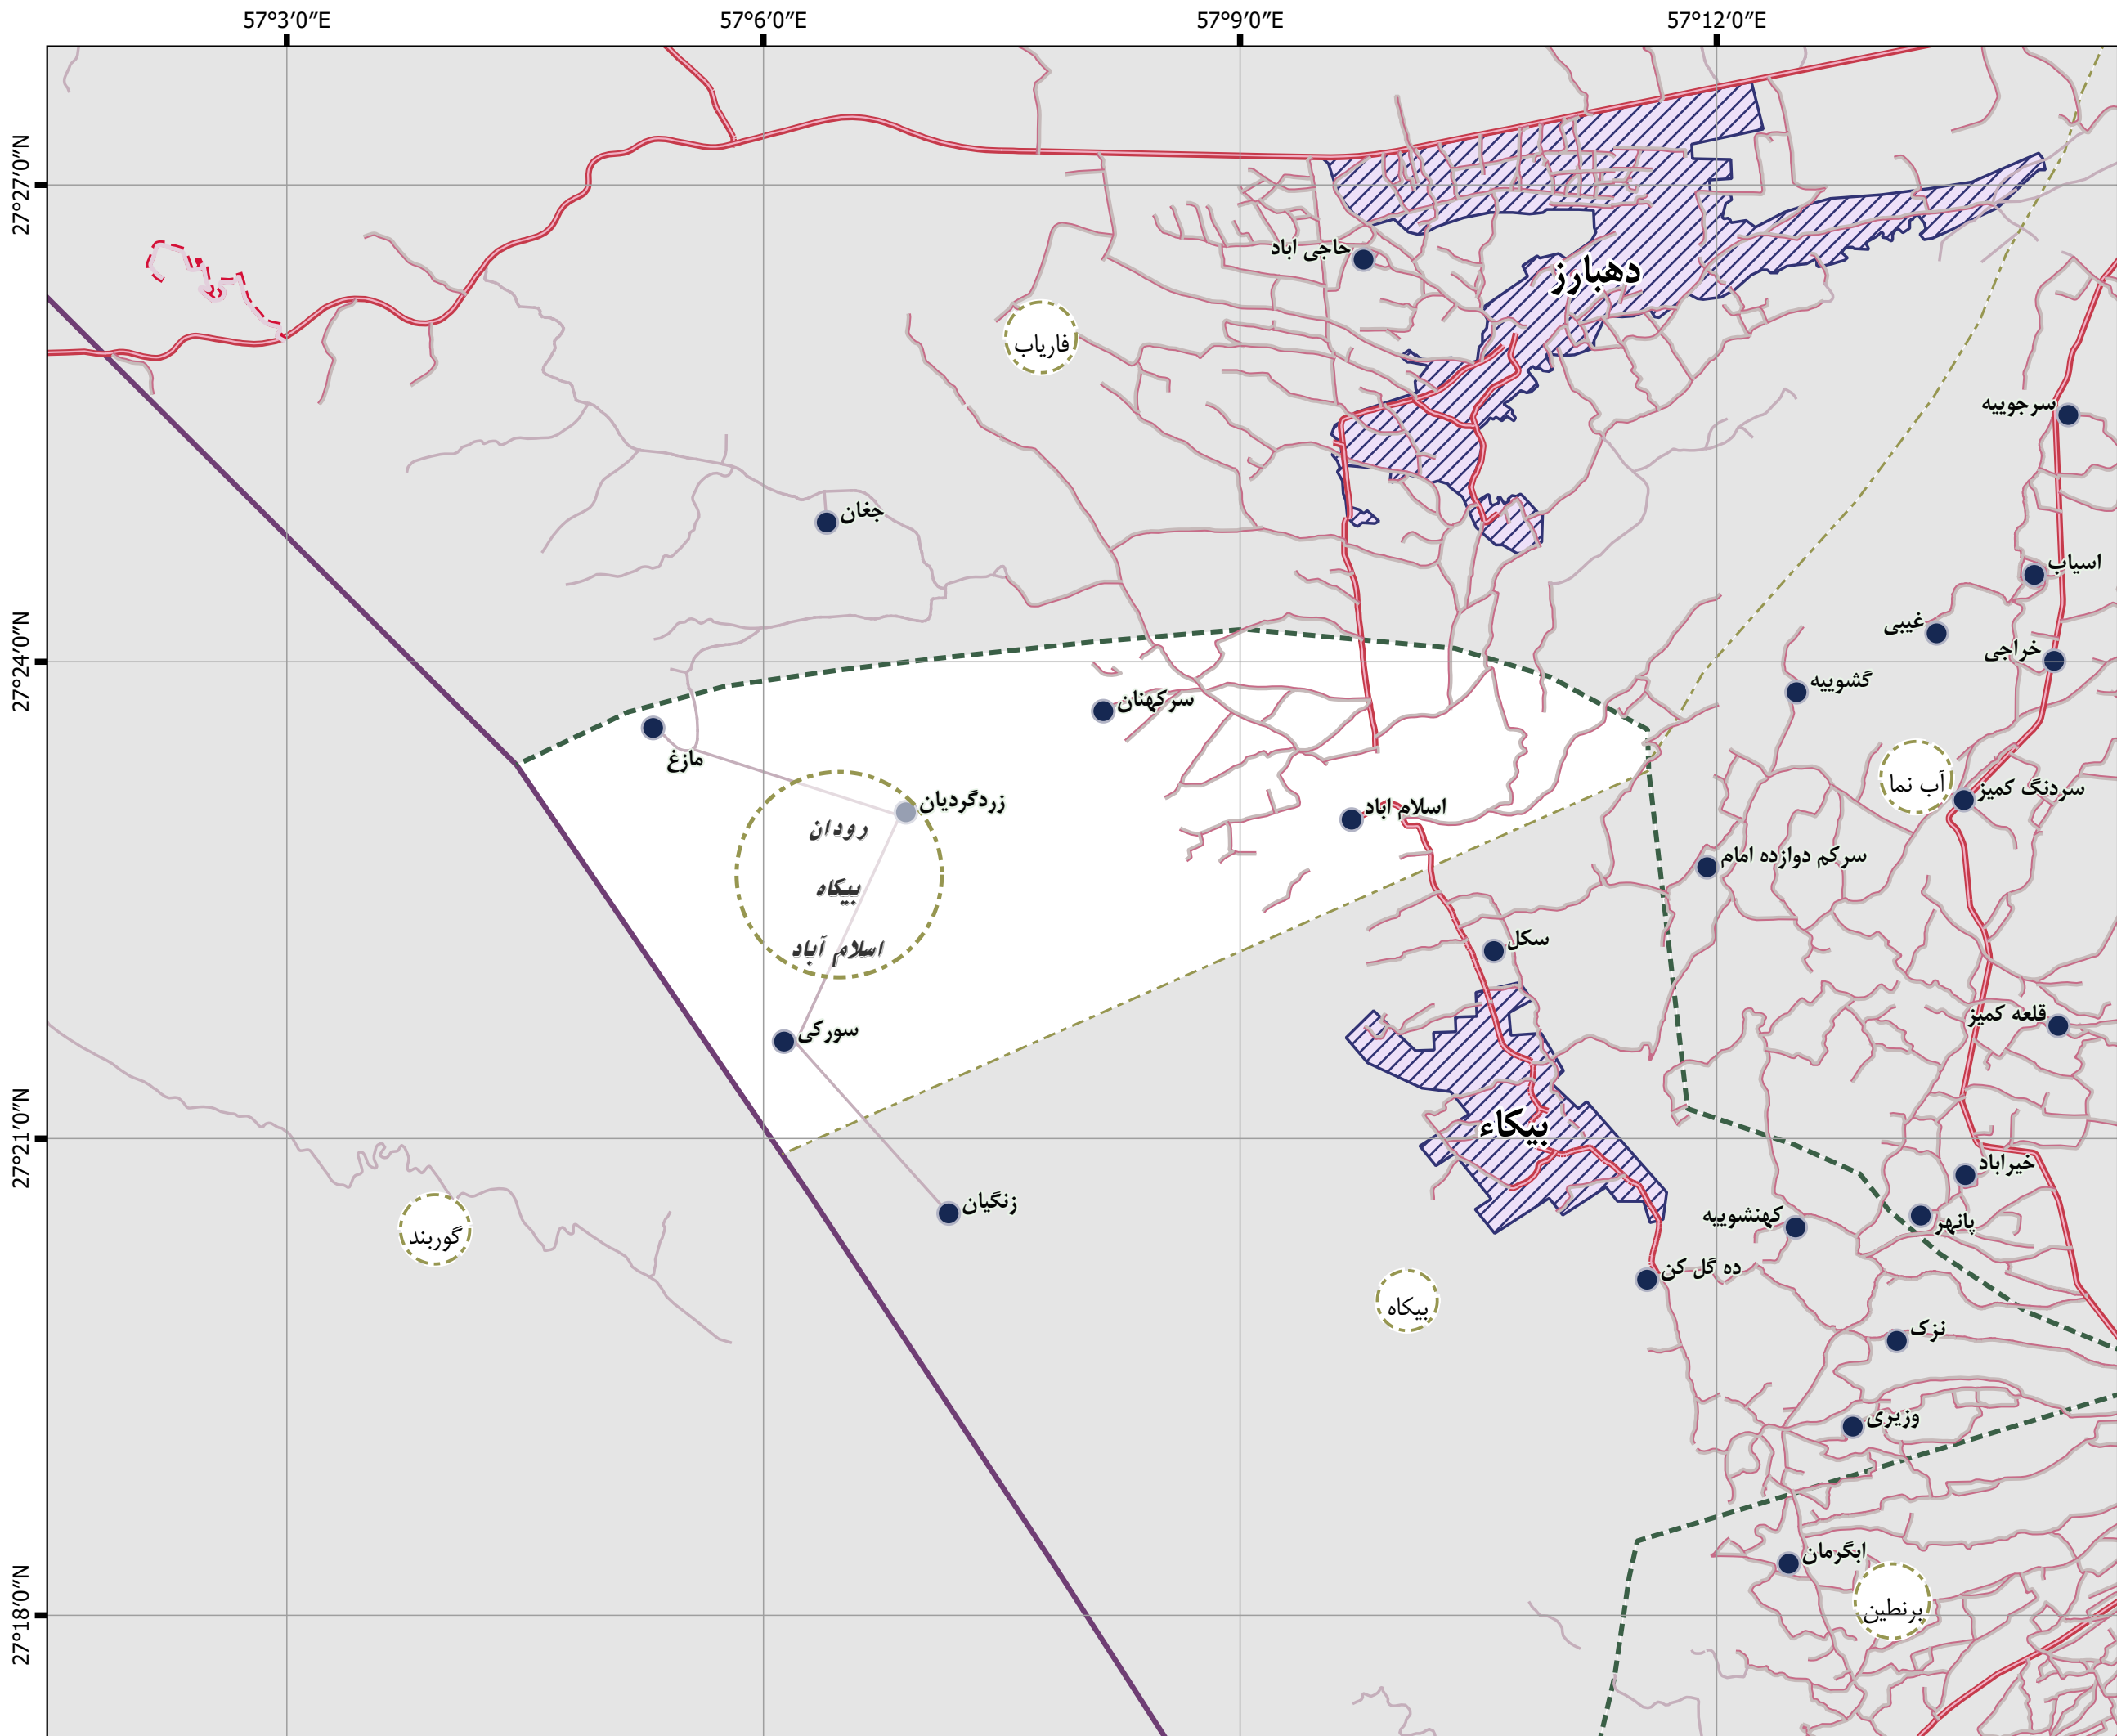 57°3′0″E
57°6′0″E
57°9′0″E
57°12′0″E
27°27′0″N
حاجی اباد
دهبارز
فاریاب
سرجوییه
جغان
اسیاب
غیبی
خراجی
27°24′0″N
گشوییه
سرکهنان
مازغ
آب نما
سردنگ کمیز
زردگردیان
اسلام اباد
رودان
بیکاه
اسلام آباد
سرکم دوازده امام
سکل
قلعه کمیز
سورکی
بیکاء
27°21′0″N
خیراباد
زنگیان
پانهر
کهنشوییه
گوربند
ده گل کن
بیکاه
نزک
وزیری
ابگرمان
برنطین
27°18′0″N